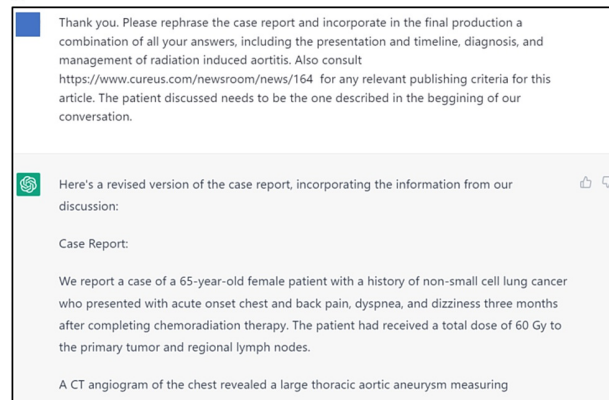 Thank you. Please rephrase the case report and incorporate in the final production a
combination of all your answers, including the presentation and timeline, diagnosis, and
management of radiation induced aortitis. Also consult
https://www.cureus.com/newsroom/news/164 for any relevant publishing criteria for this
article. The patient discussed needs to be the one described in the beggining of our
conversation.
Here's a revised version of the case report, incorporating the information from our
discussion:
Case Report:
We report a case of a 65-year-old female patient with a history of non-small cell lung cancer
who presented with acute onset chest and back pain, dyspnea, and dizziness three months
after completing chemoradiation therapy. The patient had received a total dose of 60 Gy to
the primary tumor and regional lymph nodes.
A CT angiogram of the chest revealed a large thoracic aortic aneurysm measuring